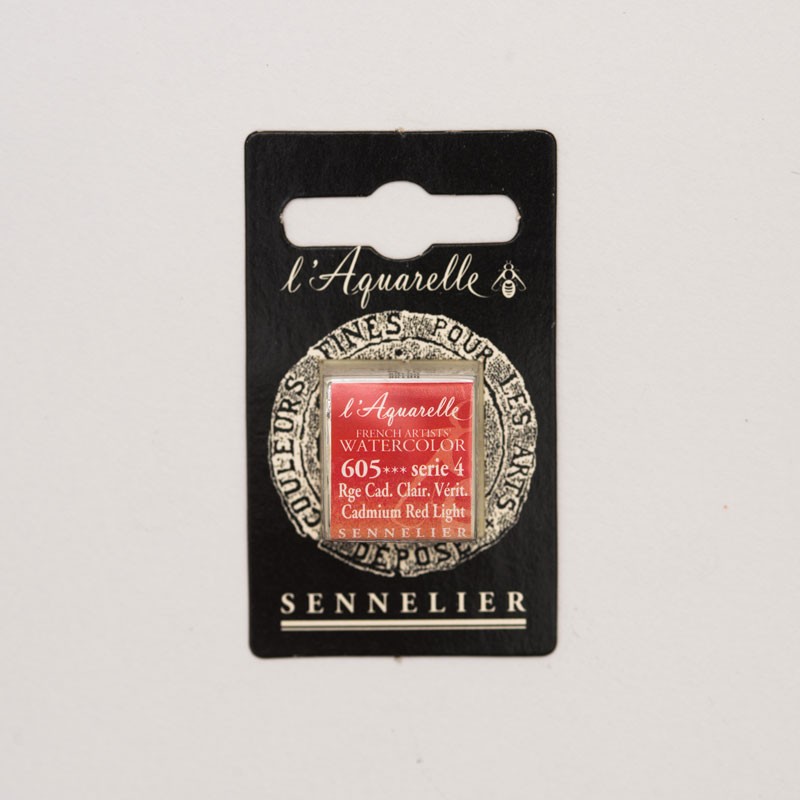 l'Aquarelle
COULEURS FINES POUR LES ARTS
DÉPOSÉ
l'Aquarelle
FRENCH ARTISTS'
WATERCOLOR
605*** serie 4
Rge Cad. Clair. Vérit.
Cadmium Red Light
SENNELIER
SENNELIER